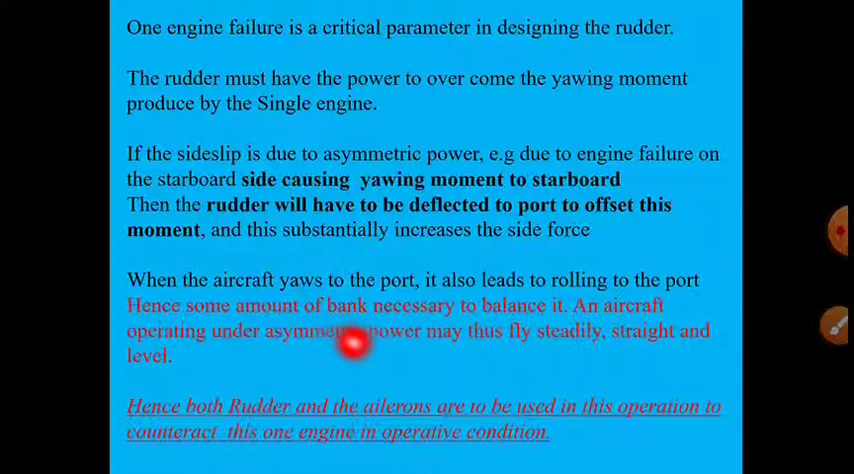 One engine failure is a critical parameter in designing the rudder.
The rudder must have the power to over come the yawing moment
produce by the Single engine.
If the sideslip is due to asymmetric power, e.g due to engine failure on
the starboard side causing yawing moment to starboard
Then the rudder will have to be deflected to port to offset this
moment, and this substantially increases the side force
When the aircraft yaws to the port, it also leads to rolling to the port
Hence some amount of bank necessary to balance it. An aircraft
operating under asymmetric power may thus fly steadily, straight and
level.
Hence both Rudder and the ailerons are to be used in this operation to
counteract this one engine in operative condition.